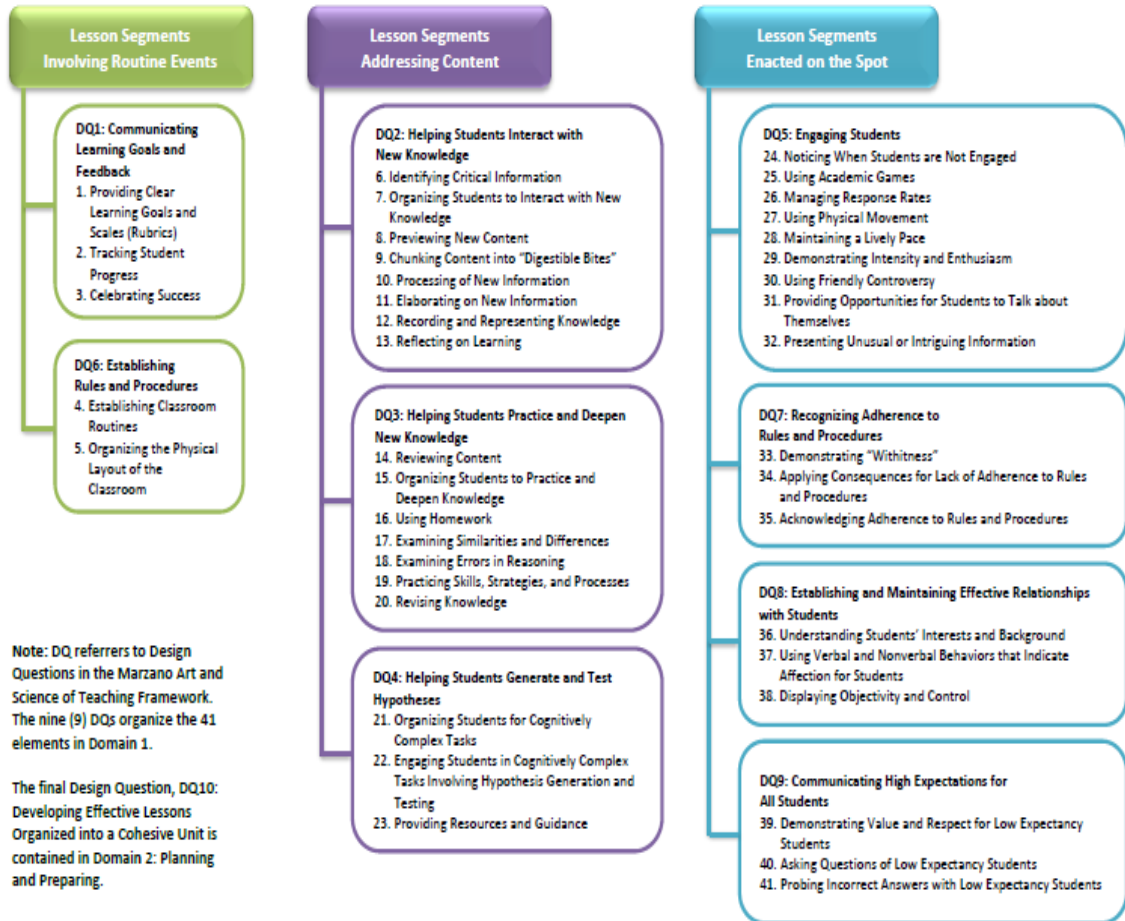 Lesson Segments
Involving Routine Events
DQ1: Communicating
Learning Goals and
Feedback
1. Providing Clear
Learning Goals and
Scales (Rubrics)
2. Tracking Student
Progress
3. Celebrating Success
DQ6: Establishing
Rules and Procedures
4. Establishing Classroom
Routines
5. Organizing the Physical
Layout of the
Classroom
Note: DQ referrers to Design
Questions in the Marzano Art and
Science of Teaching Framework.
The nine (9) DQs organize the 41
elements in Domain 1.
The final Design Question, DQ10:
Developing Effective Lessons
Organized into a Cohesive Unit is
contained in Domain 2: Planning
and Preparing.
Lesson Segments
Addressing Content
DQ2: Helping Students Interact with
New Knowledge
6. Identifying Critical Information
7. Organizing Students to Interact with New
Knowledge
8. Previewing New Content
9. Chunking Content into “Digestible Bites”
10. Processing of New Information
11. Elaborating on New Information
12. Recording and Representing Knowledge
13. Reflecting on Learning
DQ3: Helping Students Practice and Deepen
New Knowledge
14. Reviewing Content
15. Organizing Students to Practice and
Deepen Knowledge
16. Using Homework
17. Examining Similarities and Differences
18. Examining Errors in Reasoning
19. Practicing Skills, Strategies, and Processes
20. Revising Knowledge
DQ4: Helping Students Generate and Test
Hypotheses
21. Organizing Students for Cognitively
Complex Tasks
22. Engaging Students in Cognitively Complex
Tasks Involving Hypothesis Generation and
Testing
23. Providing Resources and Guidance
Lesson Segments
Enacted on the Spot
DQ5: Engaging Students
24. Noticing When Students are Not Engaged
25. Using Academic Games
26. Managing Response Rates
27. Using Physical Movement
28. Maintaining a Lively Pace
29. Demonstrating Intensity and Enthusiasm
30. Using Friendly Controversy
31. Providing Opportunities for Students to Talk about
Themselves
32. Presenting Unusual or Intriguing Information
DQ7: Recognizing Adherence to
Rules and Procedures
33. Demonstrating “Withitness”
34. Applying Consequences for Lack of Adherence to Rules
and Procedures
35. Acknowledging Adherence to Rules and Procedures
DQ8: Establishing and Maintaining Effective Relationships
with Students
36. Understanding Students’ Interests and Background
37. Using Verbal and Nonverbal Behaviors that Indicate
Affection for Students
38. Displaying Objectivity and Control
DQ9: Communicating High Expectations for
All Students
39. Demonstrating Value and Respect for Low Expectancy
Students
40. Asking Questions of Low Expectancy Students
41. Probing Incorrect Answers with Low Expectancy Students